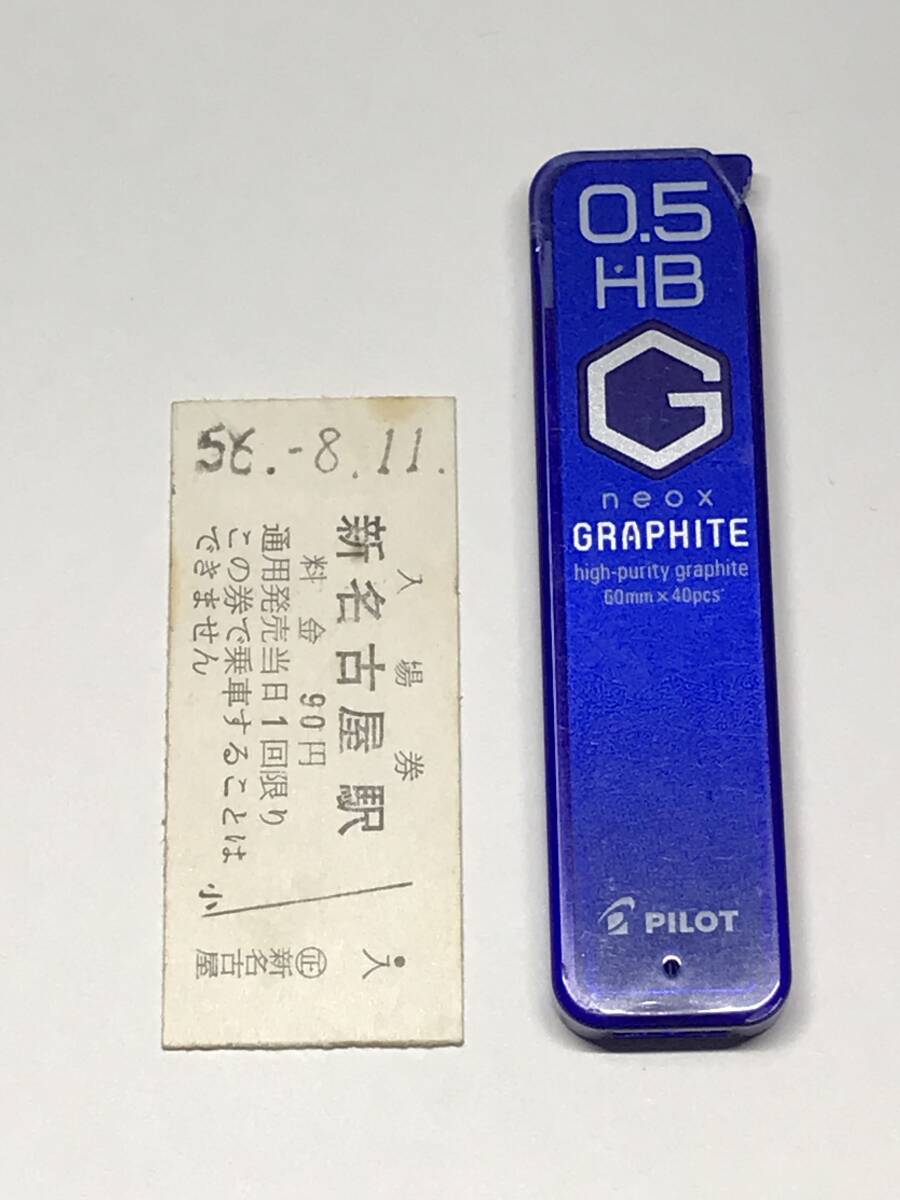 56.-8.11.
入場券
新名古屋駅
料金 90円
通用発売当日1回限り
この券で乗車することは
できません
小
入
㊣新名古屋
0.5
HB
G
neox
GRAPHITE
high-purity graphite
60mm×40pcs
PILOT